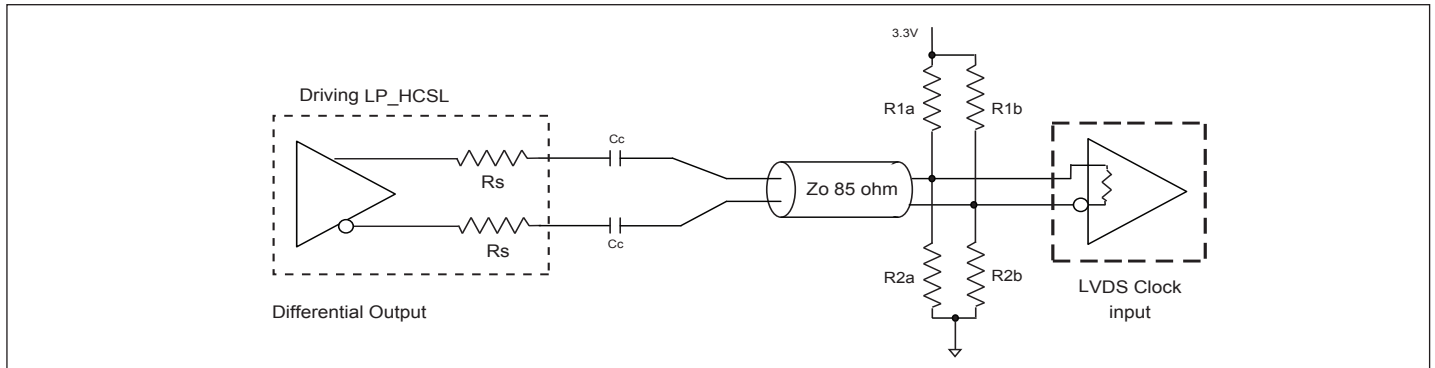 3.3V
Driving LP_HCSL
R1a
R1b
Cc
Rs
Zo 85 ohm
Cc
Rs
R2a
R2b
LVDS Clock
input
Differential Output